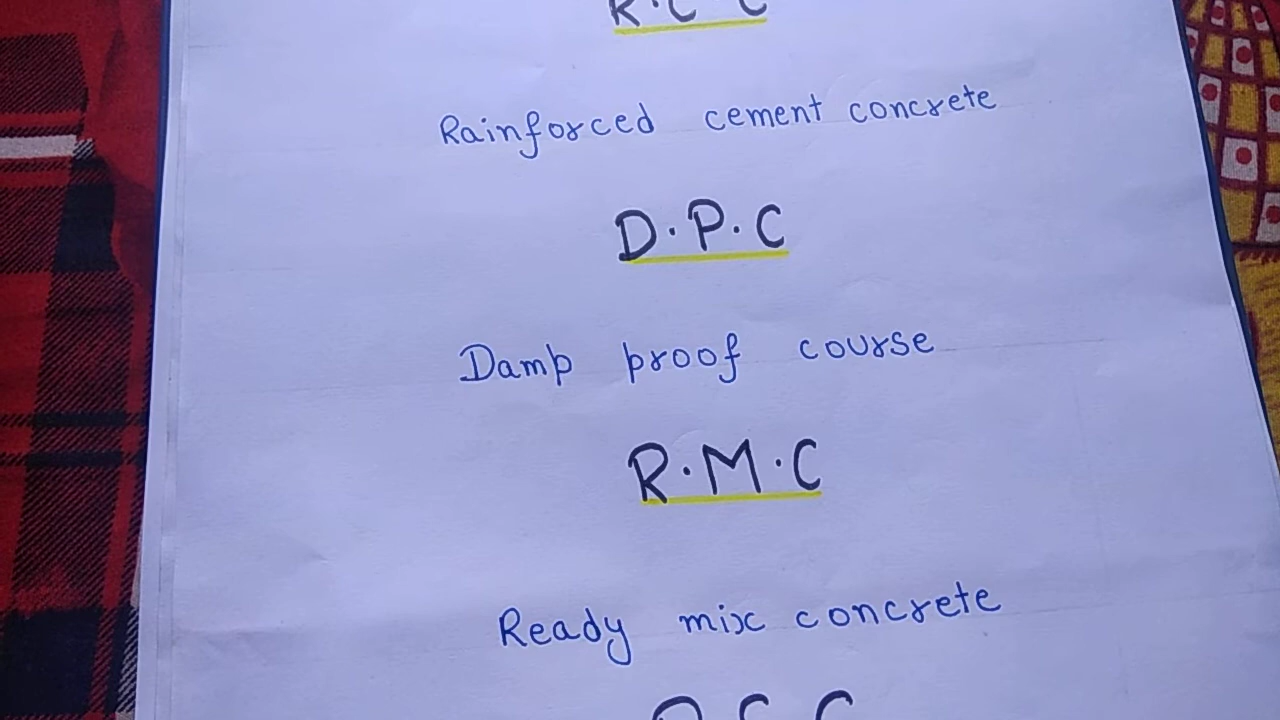 R.C C
Rainforced cement concrete
D.P.C
Damp proof course
R.M.C
Ready mix concrete